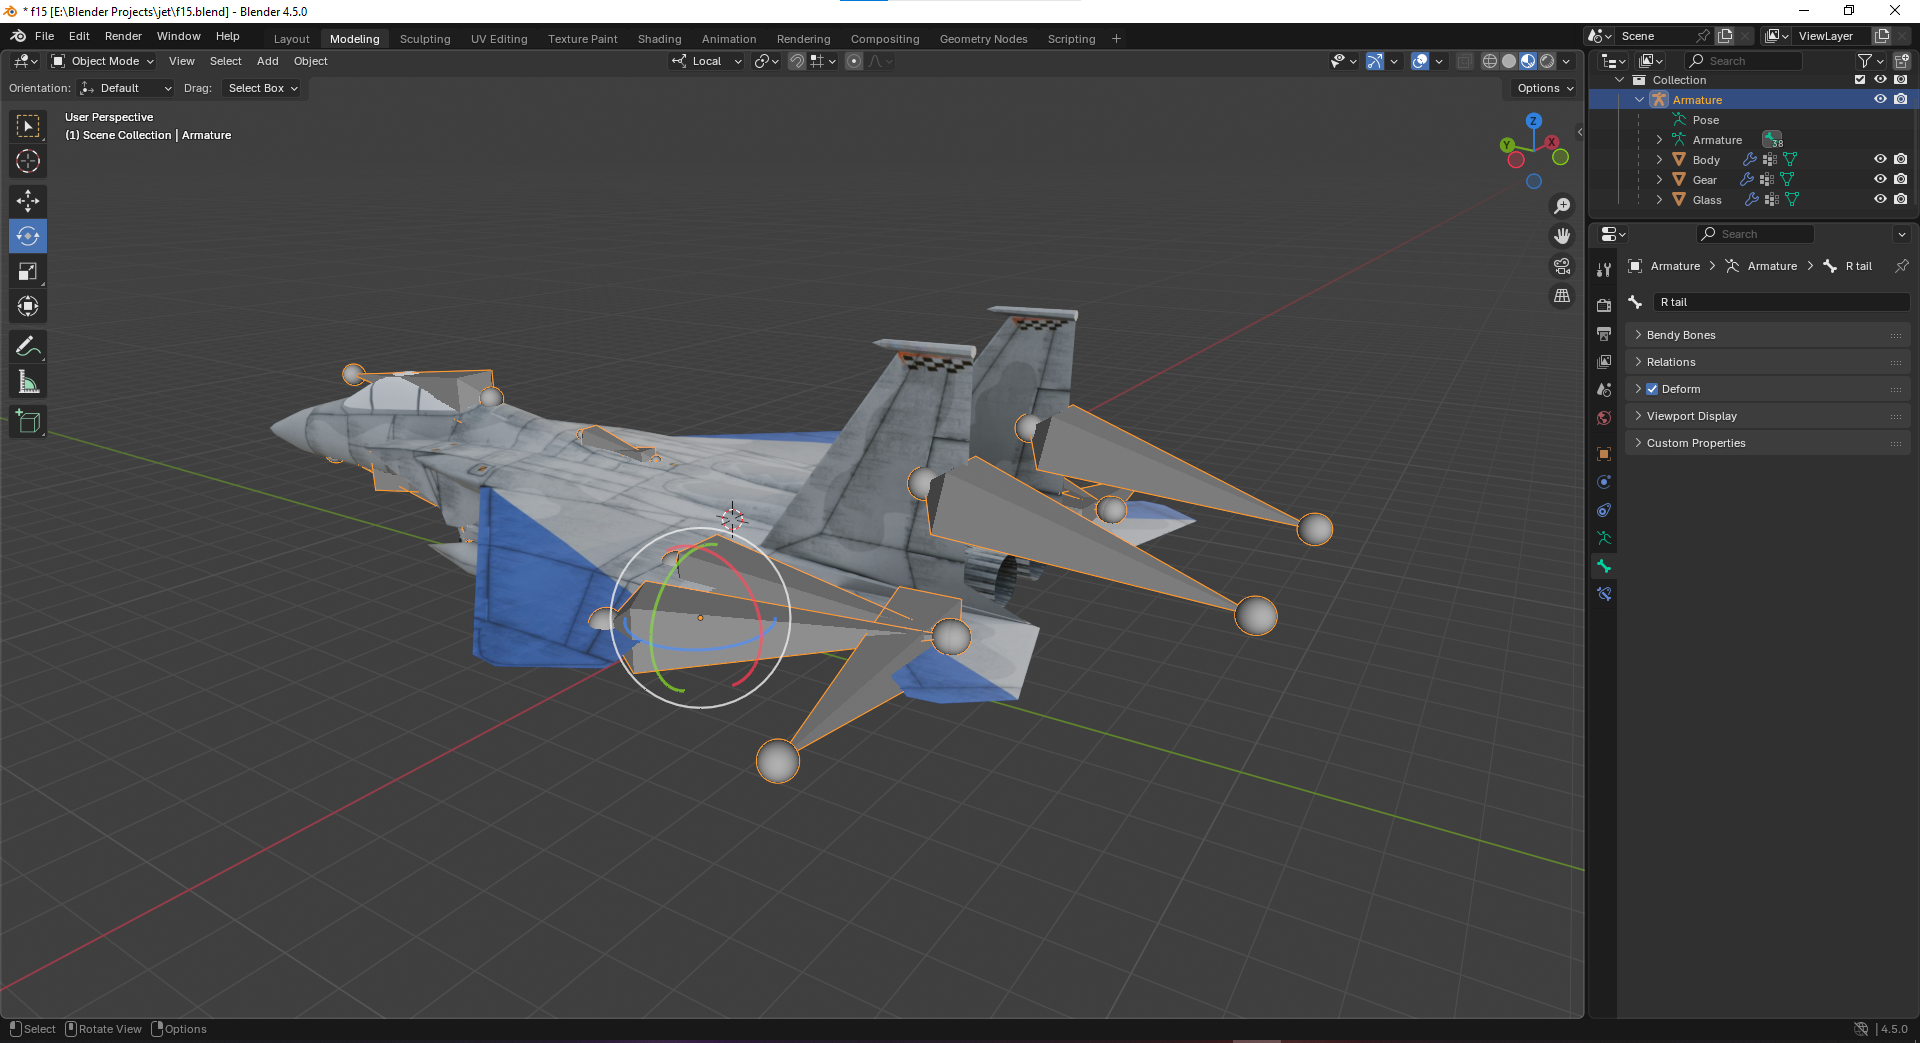 * f15 [E:\Blender Projects\jet\f15.blend] - Blender 4.5.0
File Edit Render Window Help
Layout Modeling Sculpting UV Editing Texture Paint Shading Animation Rendering Compositing Geometry Nodes Scripting +
Scene
ViewLayer
Object Mode View Select Add Object
Local
Search
Orientation: Default Drag: Select Box
Options
User Perspective
(1) Scene Collection | Armature
Z
Y
X
Collection
Armature
Pose
Armature 38
Body
Gear
Glass
Search
Armature > Armature > R tail
R tail
Bendy Bones
Relations
Deform
Viewport Display
Custom Properties
Select Rotate View Options
4.5.0